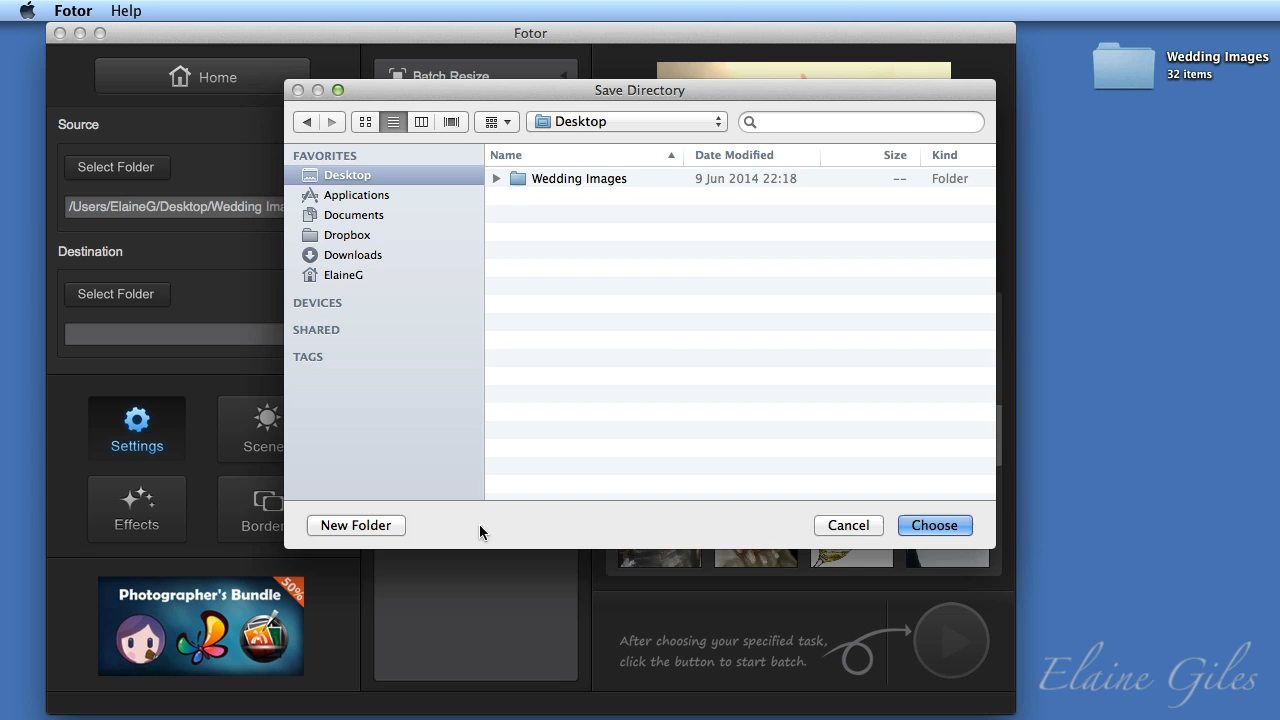 Fotor Help
Fotor
Wedding Images
32 items
Home
Batch Resize
Save Directory
Desktop
Source
Select Folder
/Users/ElaineG/Desktop/Wedding Ima
Destination
Select Folder
FAVORITES
Desktop
Applications
Documents
Dropbox
Downloads
ElaineG
DEVICES
SHARED
TAGS
Name Date Modified Size Kind
Wedding Images 9 Jun 2014 22:18 -- Folder
Settings
Scene
Effects
Border
New Folder
Cancel
Choose
Photographer's Bundle
50%
After choosing your specified task,
click the button to start batch.
Elaine Giles